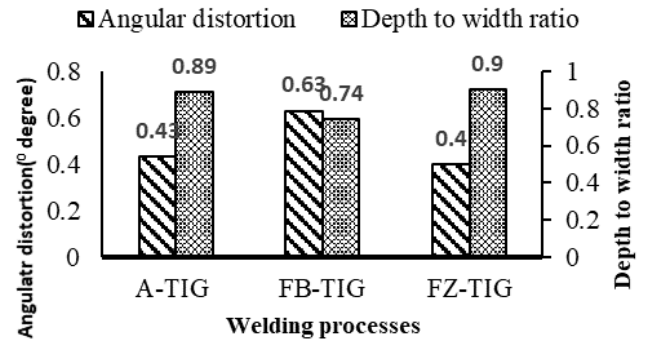 Angular distortion Depth to width ratio
0.8 0.89 0.63 0.74 0.9 1
0.43 0.4
0.6 0.8
0.4 0.6
0.2 0.4
0 0.2
0
A-TIG FB-TIG FZ-TIG
Welding processes
Angulatr distortion(⁰ degree)
Depth to width ratio